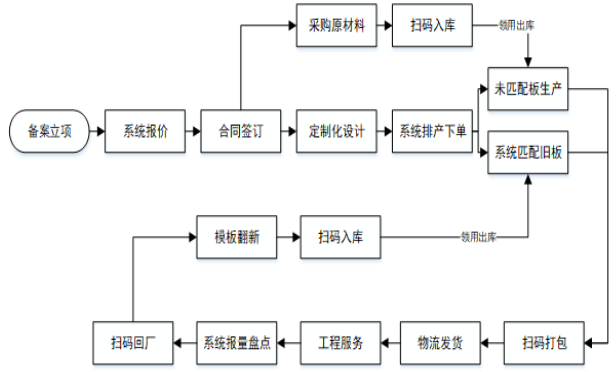 采购原材料
扫码入库
领用出库
未匹配板生产
备案立项
系统报价
合同签订
定制化设计
系统排产下单
系统匹配旧板
模板翻新
扫码入库
领用出库
扫码回厂
系统报量盘点
工程服务
物流发货
扫码打包